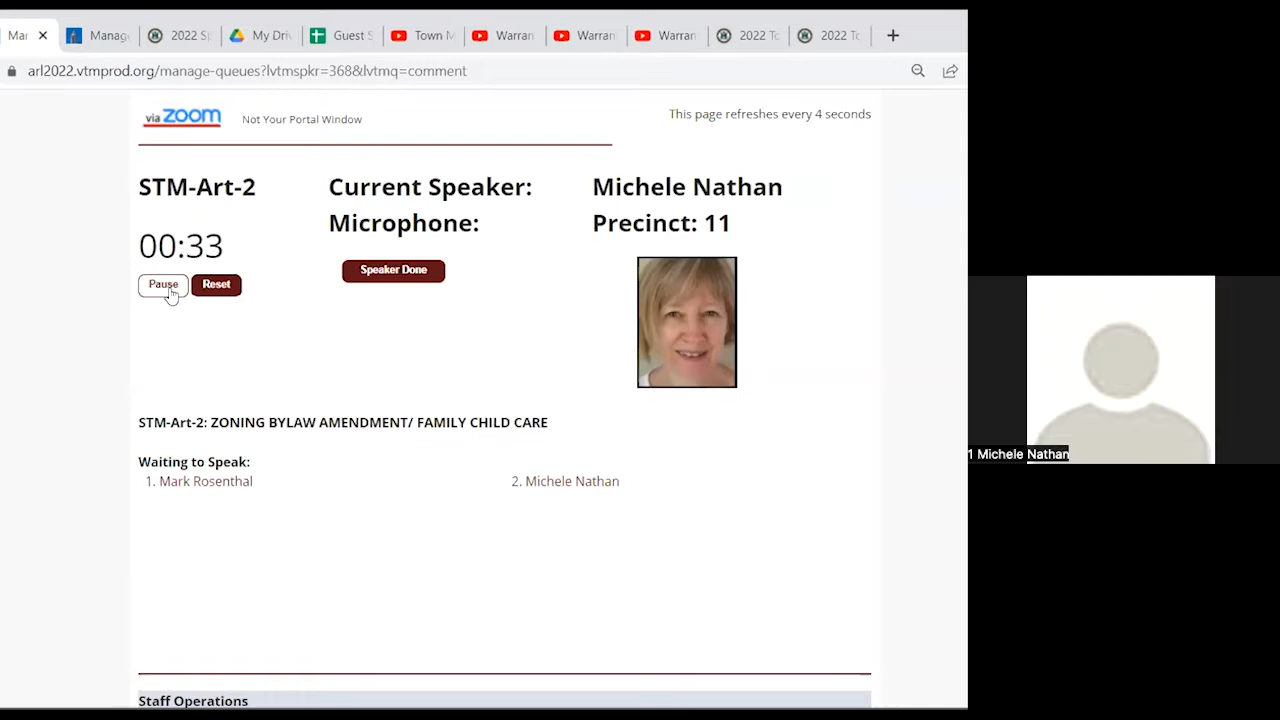 Mar
Manag
2022 S
My Driv
Guest S
Town M
Warran
Warran
Warran
2022 To
2022 To
arl2022.vtmprod.org/manage-queues?lvtmspkr=368&lvtmq=comment
via zoom
Not Your Portal Window
This page refreshes every 4 seconds
STM-Art-2
Current Speaker:
Michele Nathan
Microphone:
Precinct: 11
00:33
Pause
Reset
Speaker Done
STM-Art-2: ZONING BYLAW AMENDMENT/ FAMILY CHILD CARE
Waiting to Speak:
1. Mark Rosenthal
2. Michele Nathan
1 Michele Nathan
Staff Operations